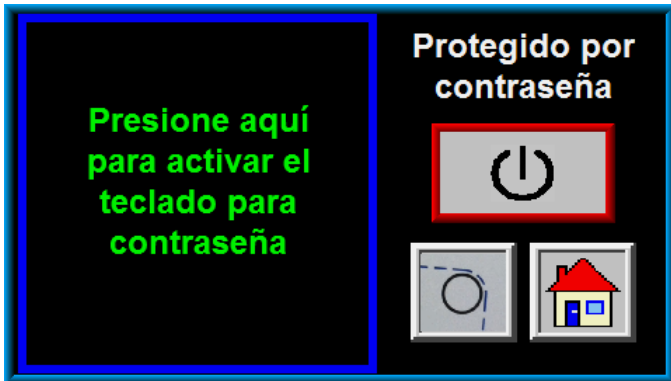 Presione aquí
para activar el
teclado para
contraseña
Protegido por
contraseña